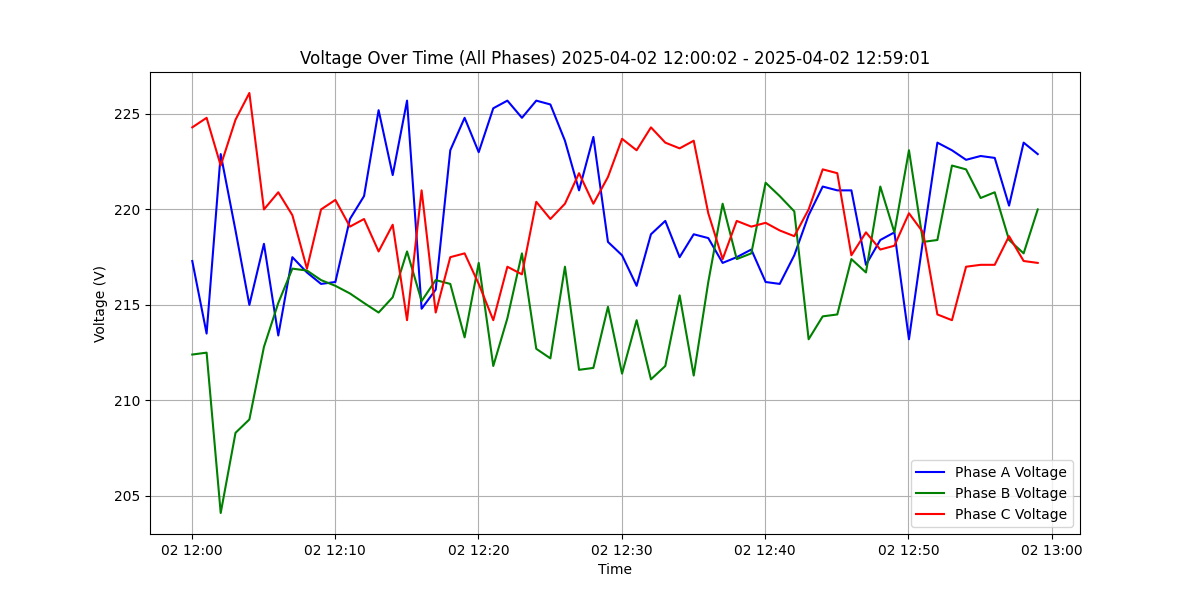 Voltage Over Time (All Phases) 2025-04-02 12:00:02 - 2025-04-02 12:59:01
Voltage (V)
225
220
215
210
205
Phase A Voltage
Phase B Voltage
Phase C Voltage
02 12:00 02 12:10 02 12:20 02 12:30 02 12:40 02 12:50 02 13:00
Time